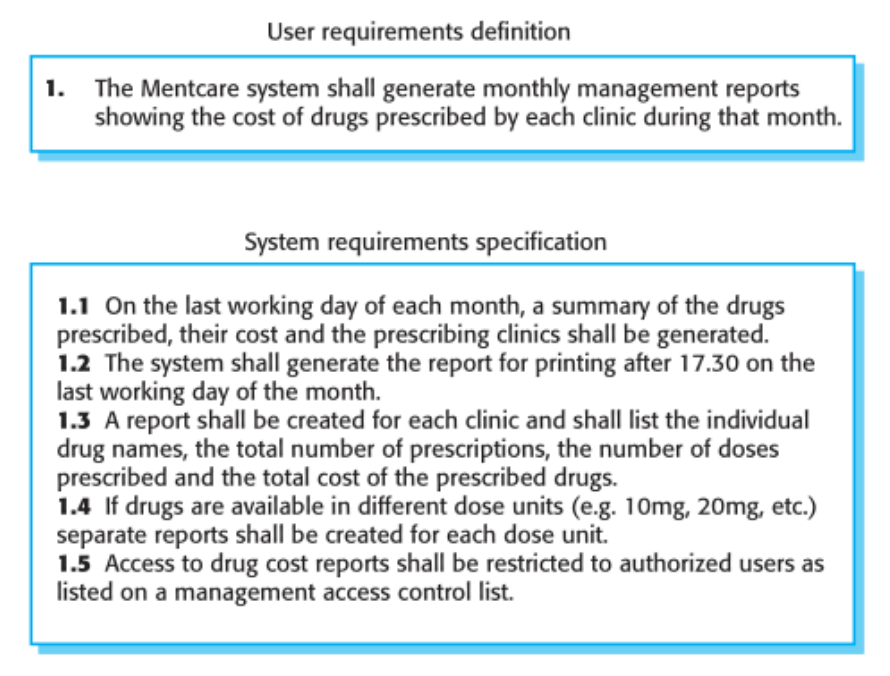 User requirements definition
1. The Mentcare system shall generate monthly management reports
showing the cost of drugs prescribed by each clinic during that month.
System requirements specification
1.1 On the last working day of each month, a summary of the drugs
prescribed, their cost and the prescribing clinics shall be generated.
1.2 The system shall generate the report for printing after 17.30 on the
last working day of the month.
1.3 A report shall be created for each clinic and shall list the individual
drug names, the total number of prescriptions, the number of doses
prescribed and the total cost of the prescribed drugs.
1.4 If drugs are available in different dose units (e.g. 10mg, 20mg, etc.)
separate reports shall be created for each dose unit.
1.5 Access to drug cost reports shall be restricted to authorized users as
listed on a management access control list.